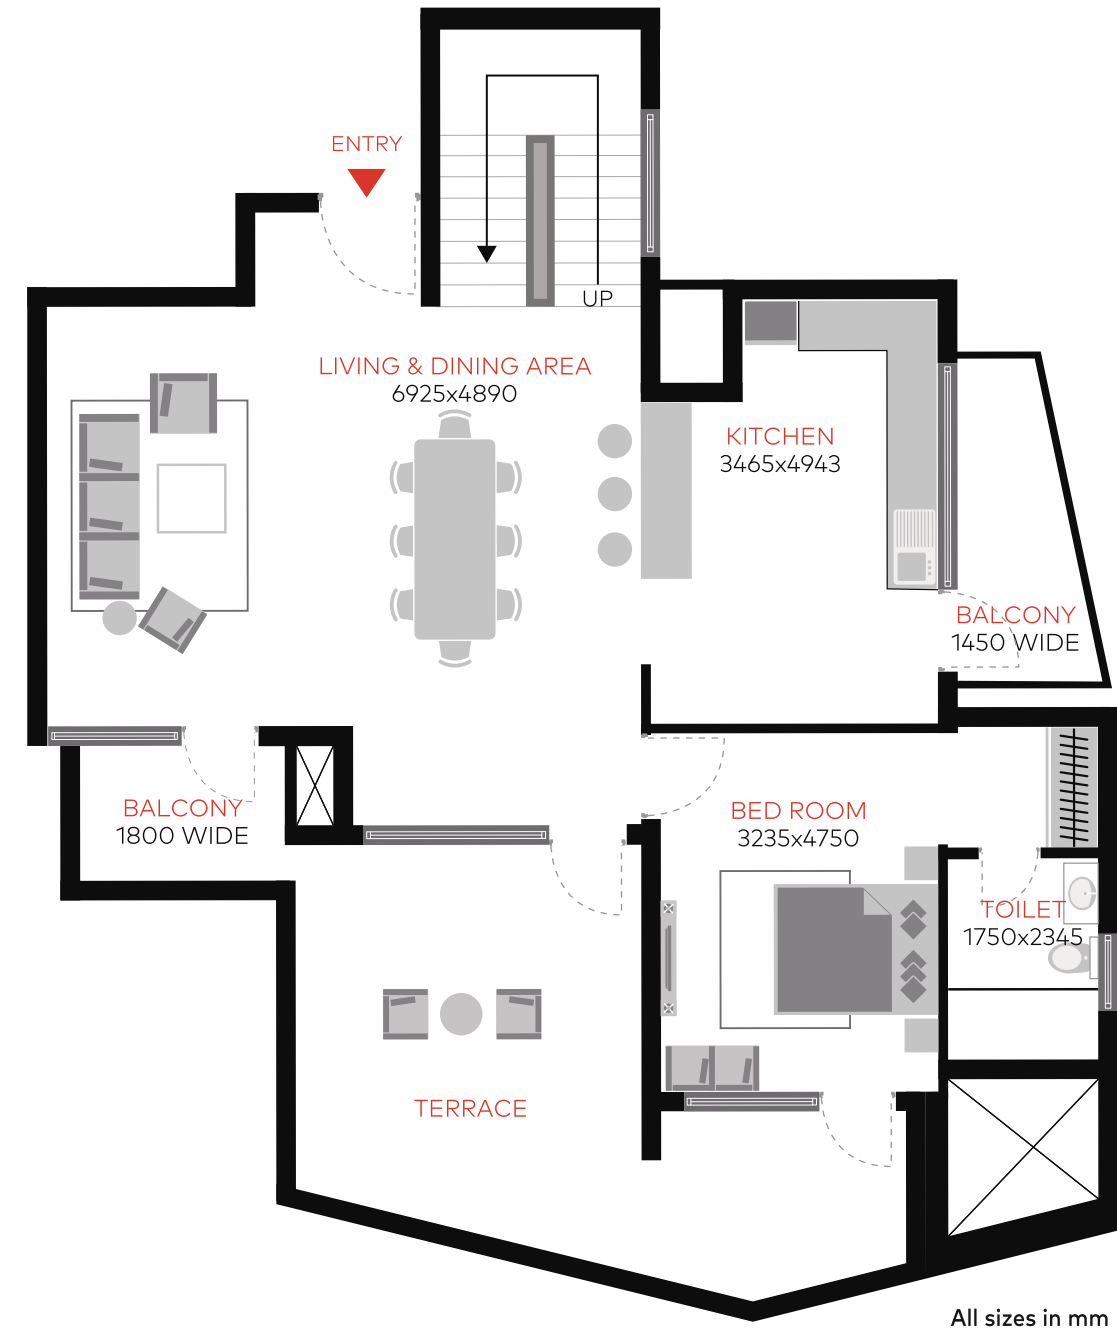 ENTRY
UP
LIVING & DINING AREA
6925x4890
KITCHEN
3465x4943
BALCONY
1450 WIDE
BALCONY
1800 WIDE
BED ROOM
3235x4750
TOILET
1750x2345
TERRACE
All sizes in mm